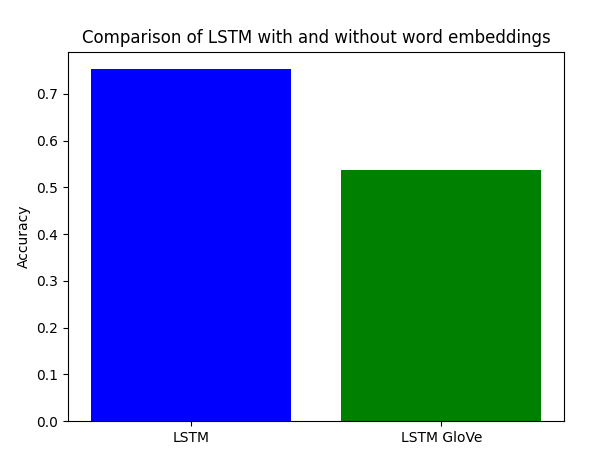 Comparison of LSTM with and without word embeddings
Accuracy
0.7
0.6
0.5
0.4
0.3
0.2
0.1
0.0
LSTM
LSTM GloVe